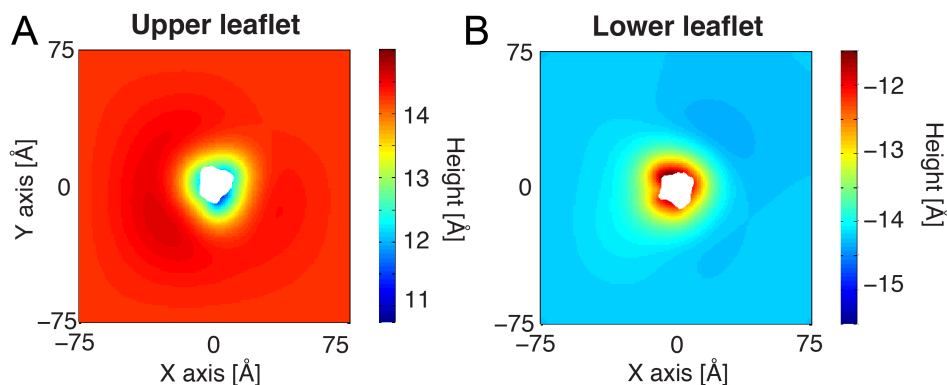 A
Upper leaflet
75
0
−75
−75
0
75
Y axis [Å]
X axis [Å]
14
13
12
11
Height [Å]
B
Lower leaflet
75
0
−75
−75
0
75
X axis [Å]
−12
−13
−14
−15
Height [Å]